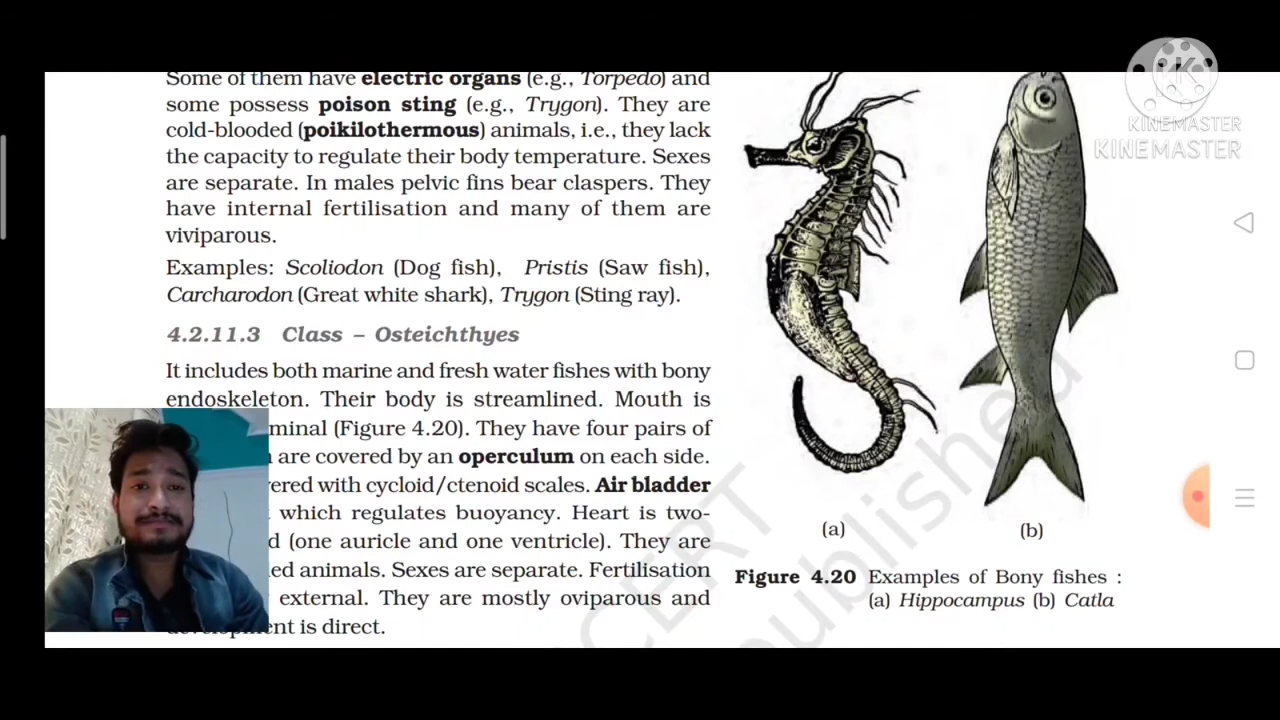 Some of them have electric organs (e.g., Torpedo) and
some possess poison sting (e.g., Trygon). They are
cold-blooded (poikilothermous) animals, i.e., they lack
the capacity to regulate their body temperature. Sexes
are separate. In males pelvic fins bear claspers. They
have internal fertilisation and many of them are
viviparous.
Examples: Scoliodon (Dog fish), Pristis (Saw fish),
Carcharodon (Great white shark), Trygon (Sting ray).
4.2.11.3 Class – Osteichthyes
It includes both marine and fresh water fishes with bony
endoskeleton. Their body is streamlined. Mouth is
minal (Figure 4.20). They have four pairs of
are covered by an operculum on each side.
ered with cycloid/ctenoid scales. Air bladder
which regulates buoyancy. Heart is two-
d (one auricle and one ventricle). They are
ed animals. Sexes are separate. Fertilisation
external. They are mostly oviparous and
development is direct.
(a)
(b)
Figure 4.20 Examples of Bony fishes :
(a) Hippocampus (b) Catla
KINEMASTER
KINEMASTER
published